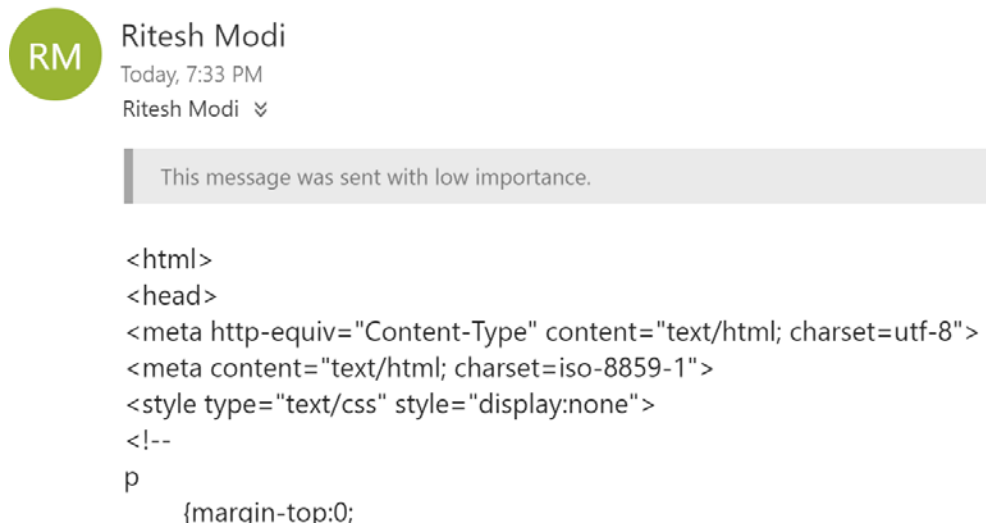 RM
Ritesh Modi
Today, 7:33 PM
Ritesh Modi
This message was sent with low importance.
<html>
<head>
<meta http-equiv="Content-Type" content="text/html; charset=utf-8">
<meta content="text/html; charset=iso-8859-1">
<style type="text/css" style="display:none">
<!--
p
{margin-top:0;